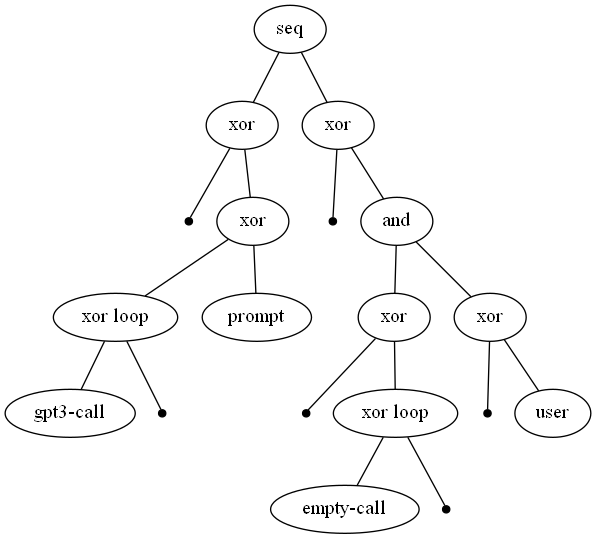 seq
xor xor
xor and
xor loop prompt xor xor
gpt3-call xor loop user
empty-call